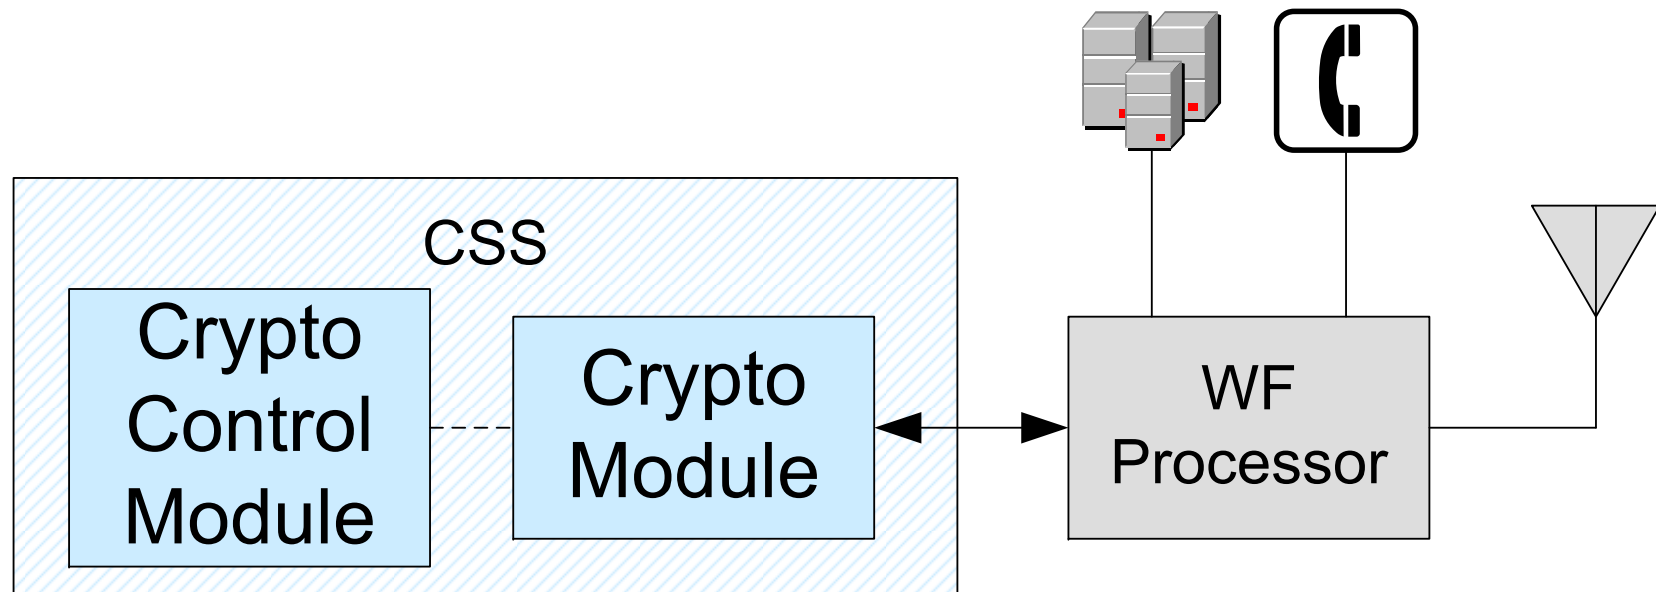 CSS
Crypto
Control
Module
Crypto
Module
WF
Processor